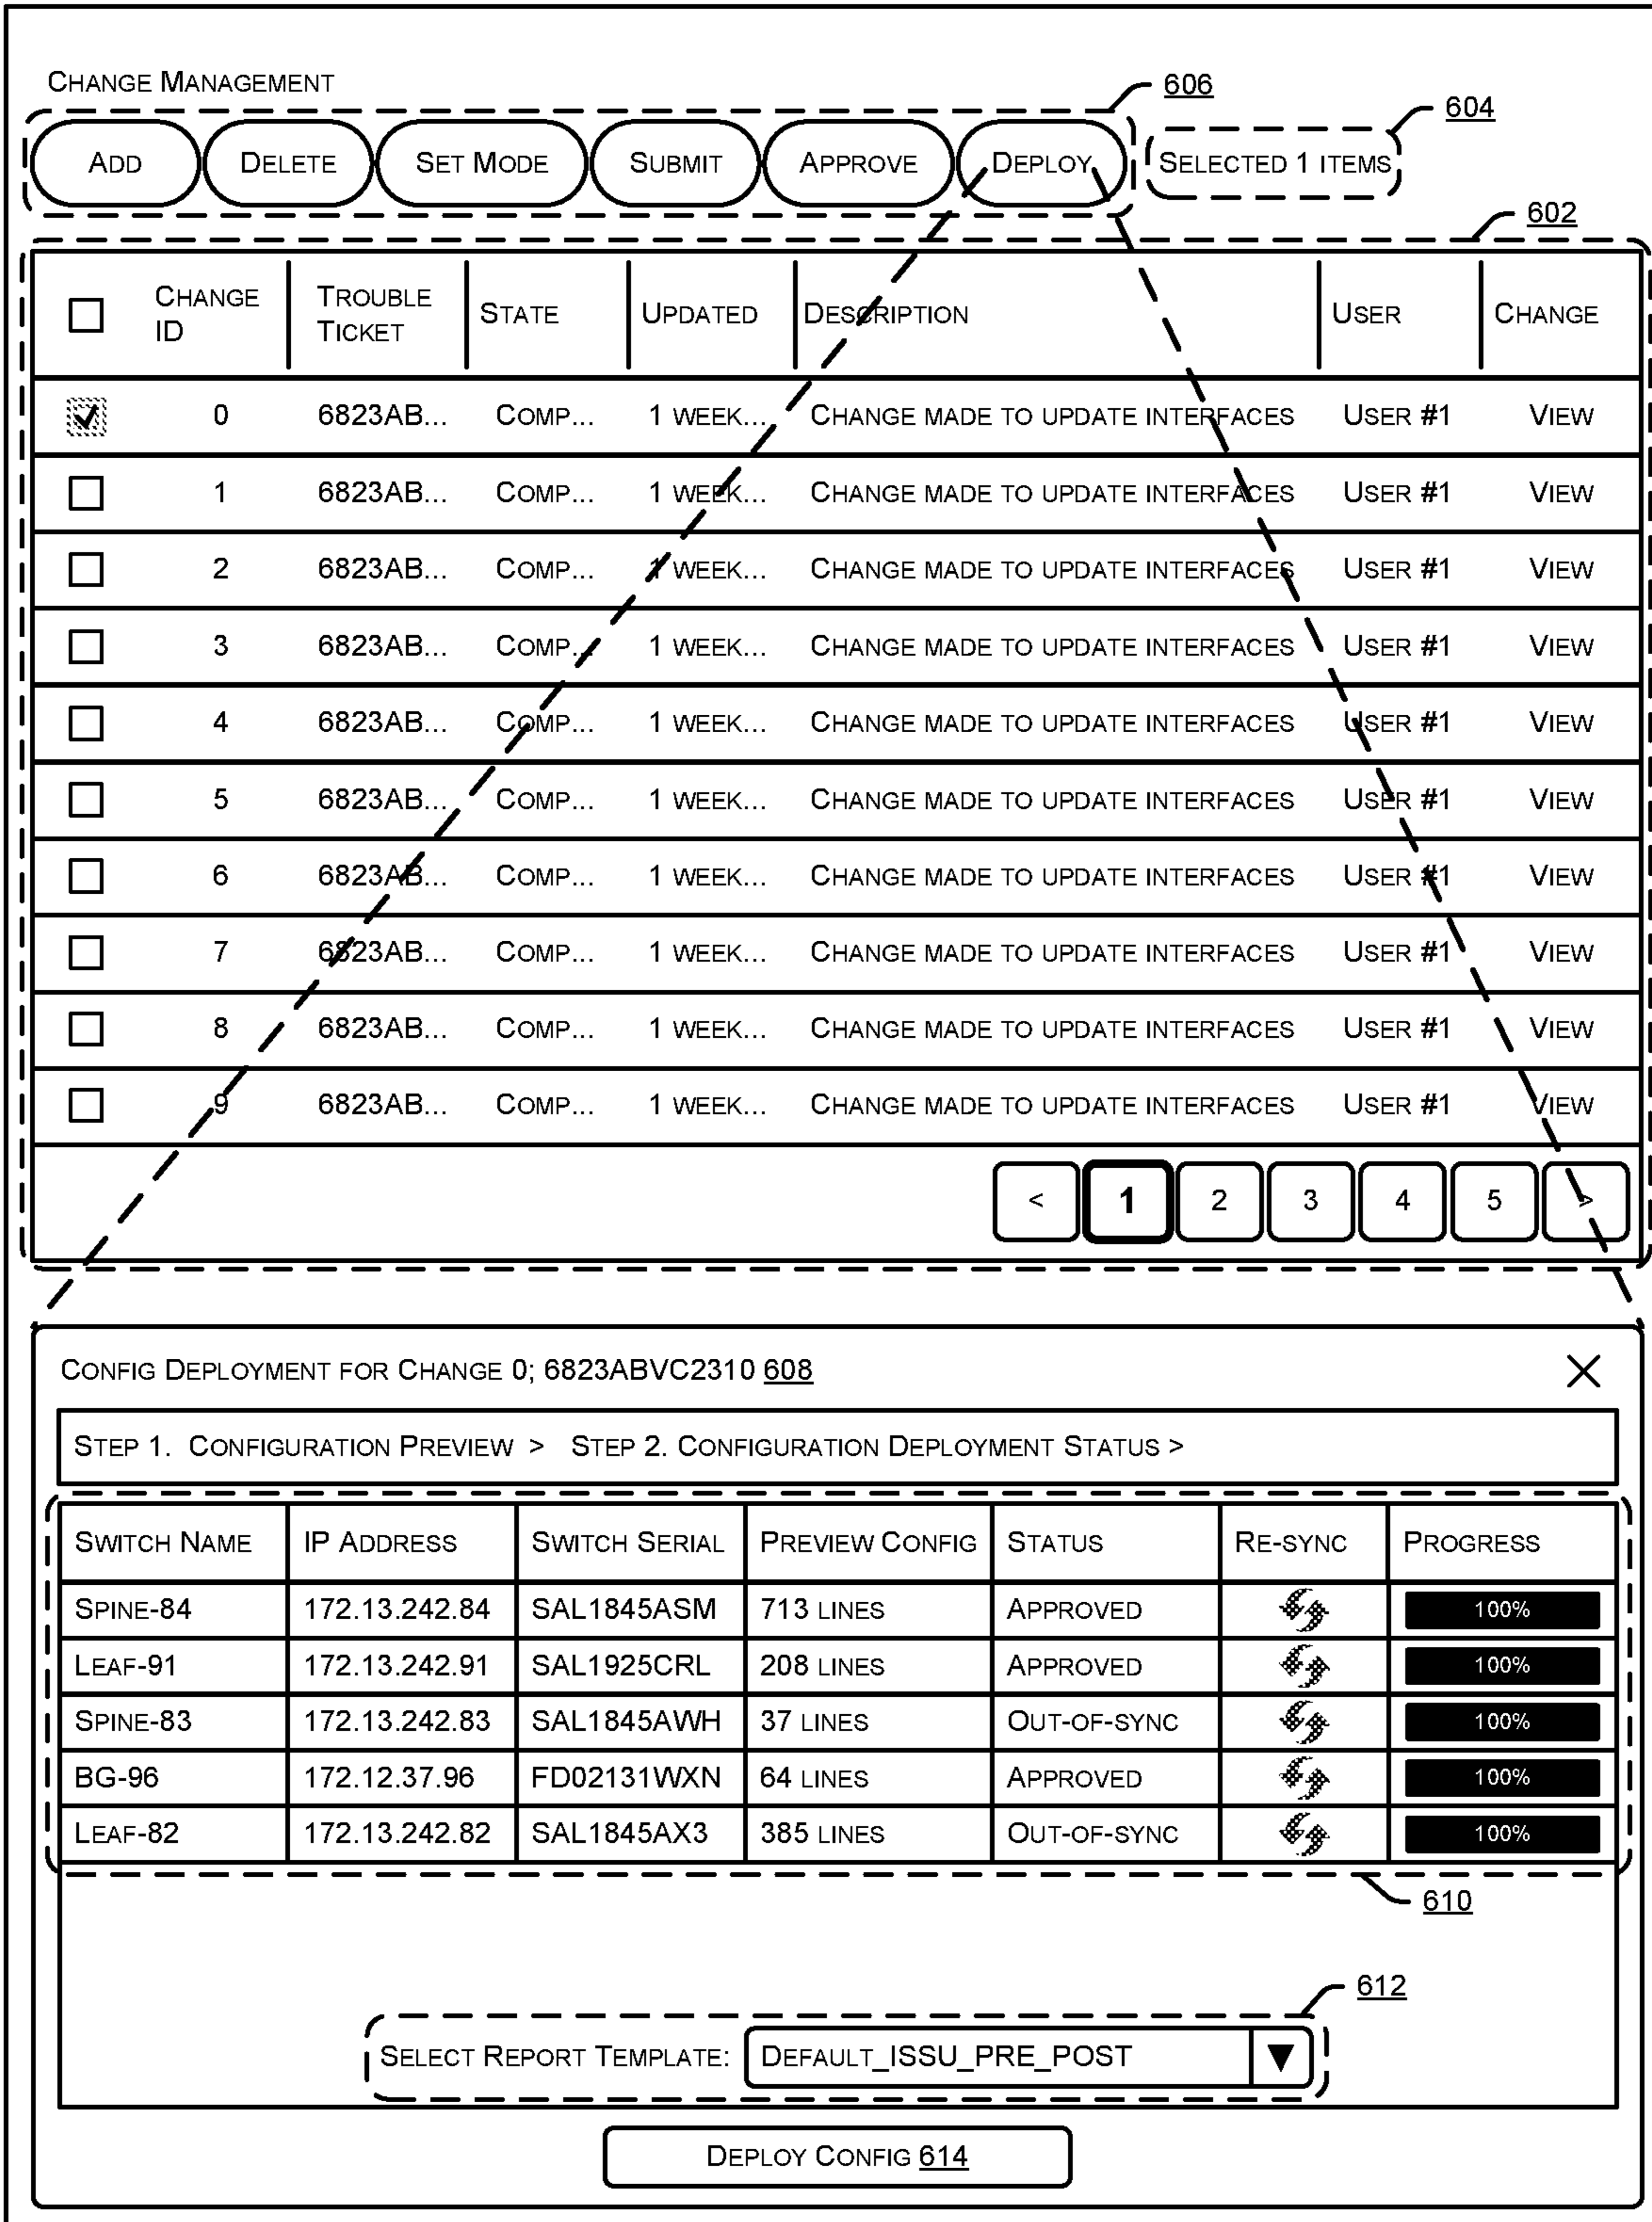 CHANGE MANAGEMENT
606
604
ADD DELETE SET MODE SUBMIT APPROVE DEPLOY SELECTED 1 ITEMS
602
CHANGE ID TROUBLE TICKET STATE UPDATED DESCRIPTION USER CHANGE
0 6823AB... COMP... 1 WEEK... CHANGE MADE TO UPDATE INTERFACES USER #1 VIEW
1 6823AB... COMP... 1 WEEK... CHANGE MADE TO UPDATE INTERFACES USER #1 VIEW
2 6823AB... COMP... 1 WEEK... CHANGE MADE TO UPDATE INTERFACES USER #1 VIEW
3 6823AB... COMP... 1 WEEK... CHANGE MADE TO UPDATE INTERFACES USER #1 VIEW
4 6823AB... COMP... 1 WEEK... CHANGE MADE TO UPDATE INTERFACES USER #1 VIEW
5 6823AB... COMP... 1 WEEK... CHANGE MADE TO UPDATE INTERFACES USER #1 VIEW
6 6823AB... COMP... 1 WEEK... CHANGE MADE TO UPDATE INTERFACES USER #1 VIEW
7 6823AB... COMP... 1 WEEK... CHANGE MADE TO UPDATE INTERFACES USER #1 VIEW
8 6823AB... COMP... 1 WEEK... CHANGE MADE TO UPDATE INTERFACES USER #1 VIEW
9 6823AB... COMP... 1 WEEK... CHANGE MADE TO UPDATE INTERFACES USER #1 VIEW
< 1 2 3 4 5 >
CONFIG DEPLOYMENT FOR CHANGE 0; 6823ABVC2310 608
STEP 1. CONFIGURATION PREVIEW > STEP 2. CONFIGURATION DEPLOYMENT STATUS >
SWITCH NAME IP ADDRESS SWITCH SERIAL PREVIEW CONFIG STATUS RE-SYNC PROGRESS
SPINE-84 172.13.242.84 SAL1845ASM 713 LINES APPROVED 100%
LEAF-91 172.13.242.91 SAL1925CRL 208 LINES APPROVED 100%
SPINE-83 172.13.242.83 SAL1845AWH 37 LINES OUT-OF-SYNC 100%
BG-96 172.12.37.96 FD02131WXN 64 LINES APPROVED 100%
LEAF-82 172.13.242.82 SAL1845AX3 385 LINES OUT-OF-SYNC 100%
610
612
SELECT REPORT TEMPLATE: DEFAULT_ISSU_PRE_POST
DEPLOY CONFIG 614